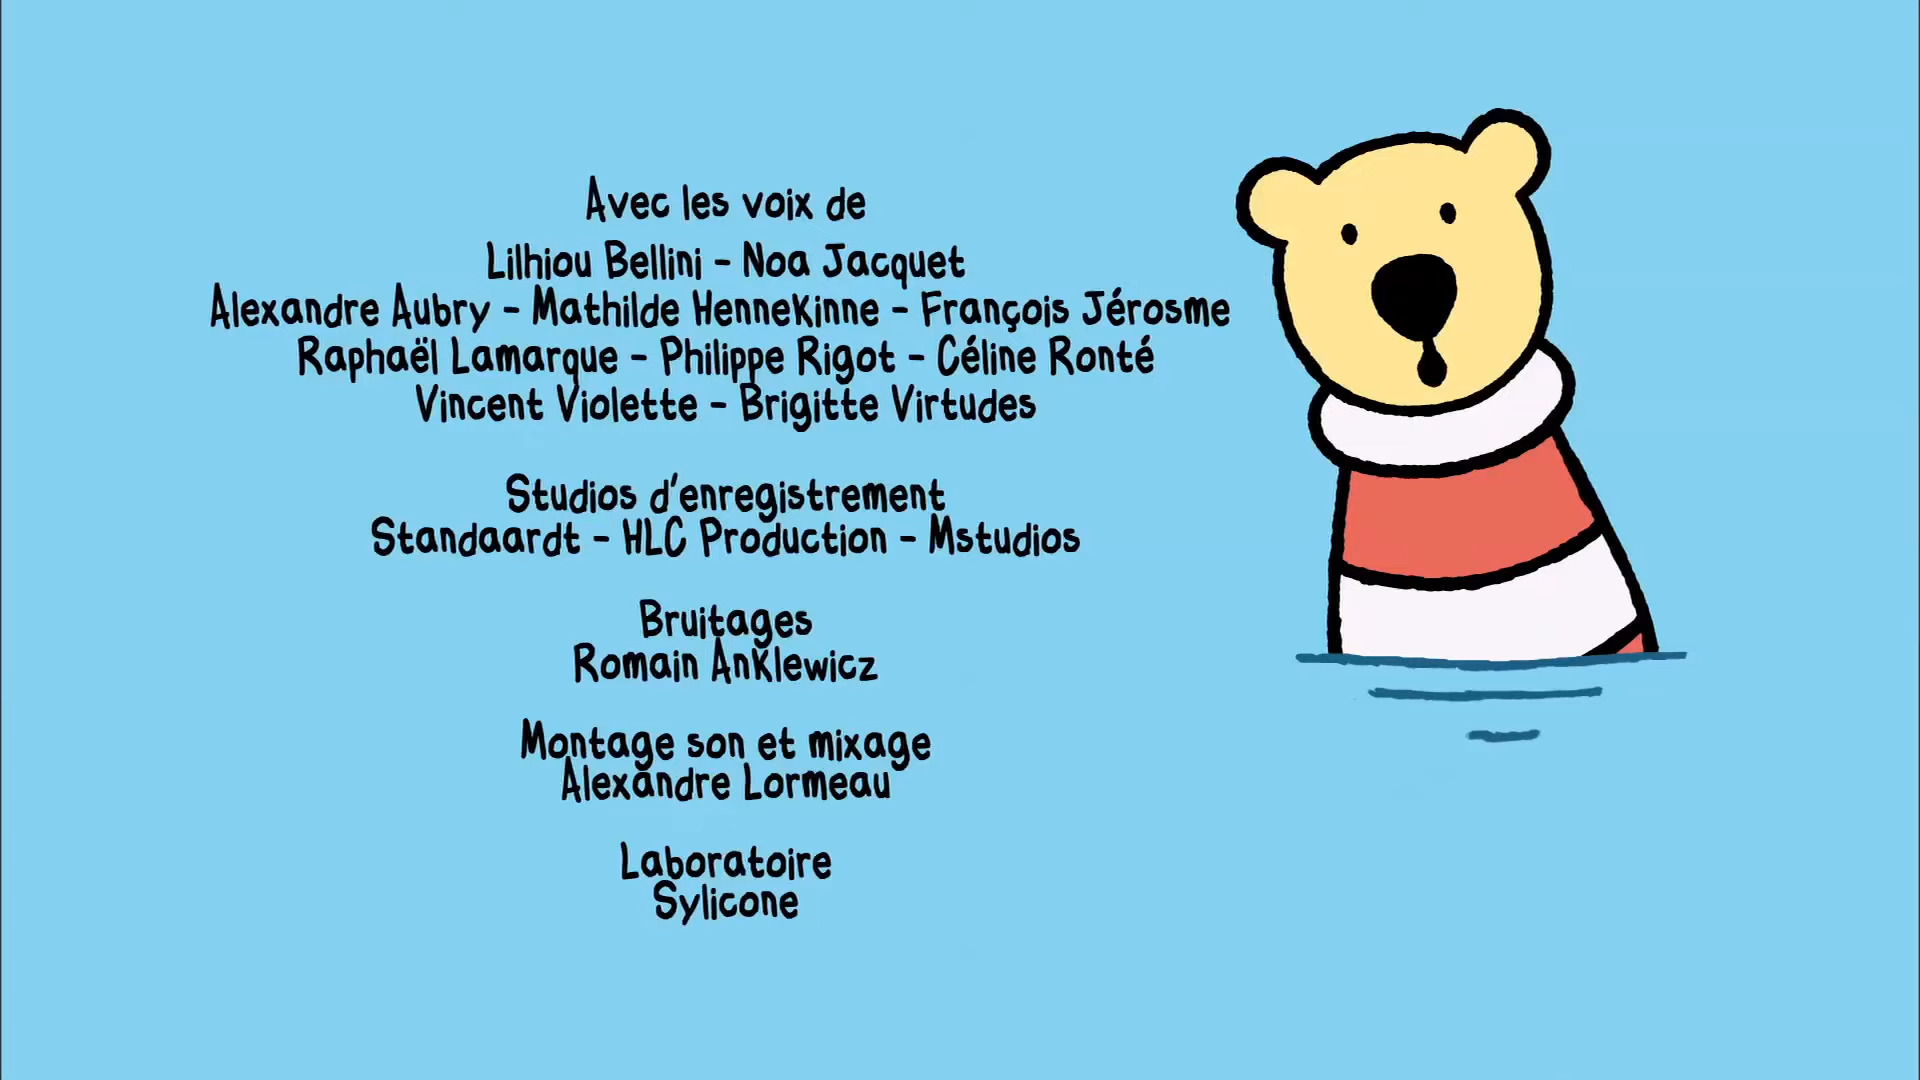 Avec les voix de
Lilhiou Bellini - Noa Jacquet
Alexandre Aubry - Mathilde Hennekinne - François Jérosme
Raphaël Lamarque - Philippe Rigot - Céline Ronté
Vincent Violette - Brigitte Virtudes
Studios d'enregistrement
Standaardt - HLC Production - Mstudios
Bruitages
Romain Anklewicz
Montage son et mixage
Alexandre Lormeau
Laboratoire
Sylicone